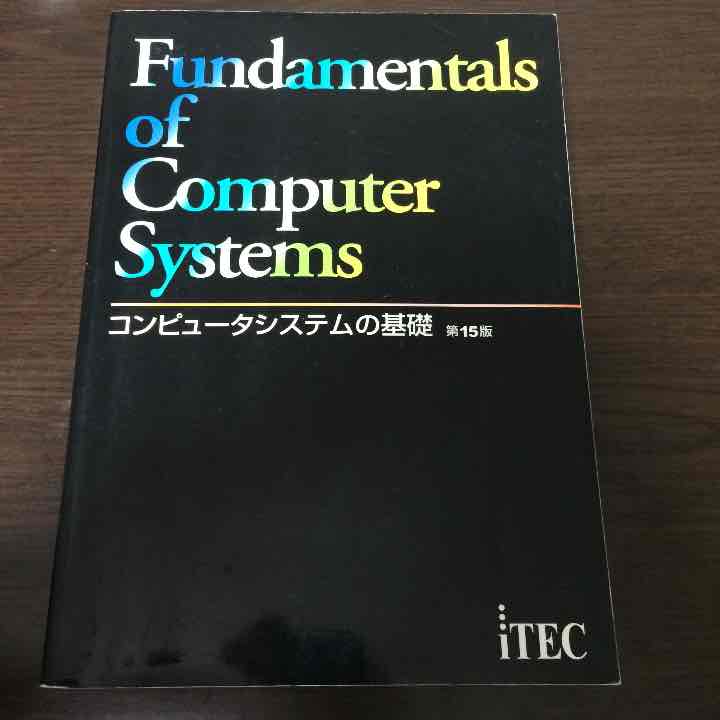 Fundamentals
of
Computer
Systems
コンピュータシステムの基礎 第15版
iTEC